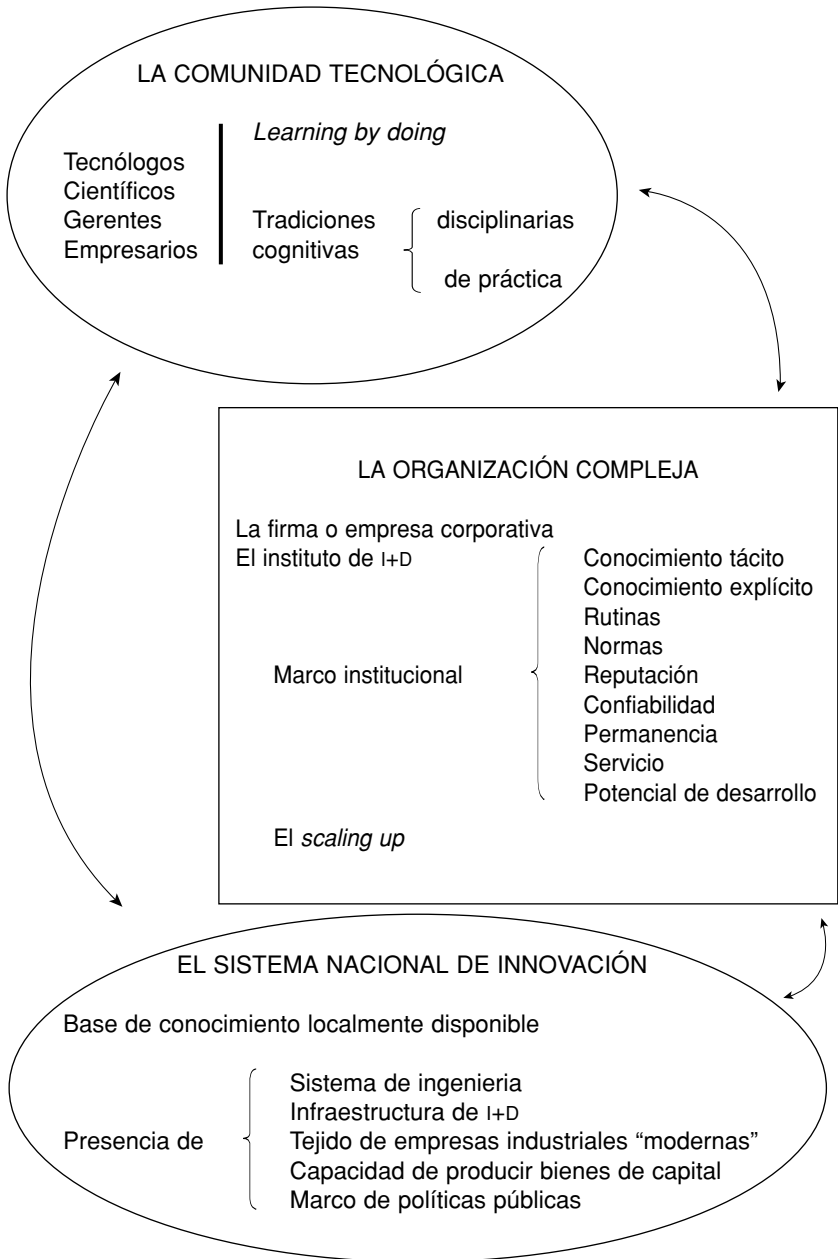 LA COMUNIDAD TECNOLÓGICA
Learning by doing
Tecnólogos
Científicos
Gerentes
Empresarios
Tradiciones
cognitivas
disciplinarias
de práctica
LA ORGANIZACIÓN COMPLEJA
La firma o empresa corporativa
El instituto de I+D
Marco institucional
Conocimiento tácito
Conocimiento explícito
Rutinas
Normas
Reputación
Confiabilidad
Permanencia
Servicio
Potencial de desarrollo
El scaling up
EL SISTEMA NACIONAL DE INNOVACIÓN
Base de conocimiento localmente disponible
Presencia de
Sistema de ingenieria
Infraestructura de I+D
Tejido de empresas industriales “modernas”
Capacidad de producir bienes de capital
Marco de políticas públicas